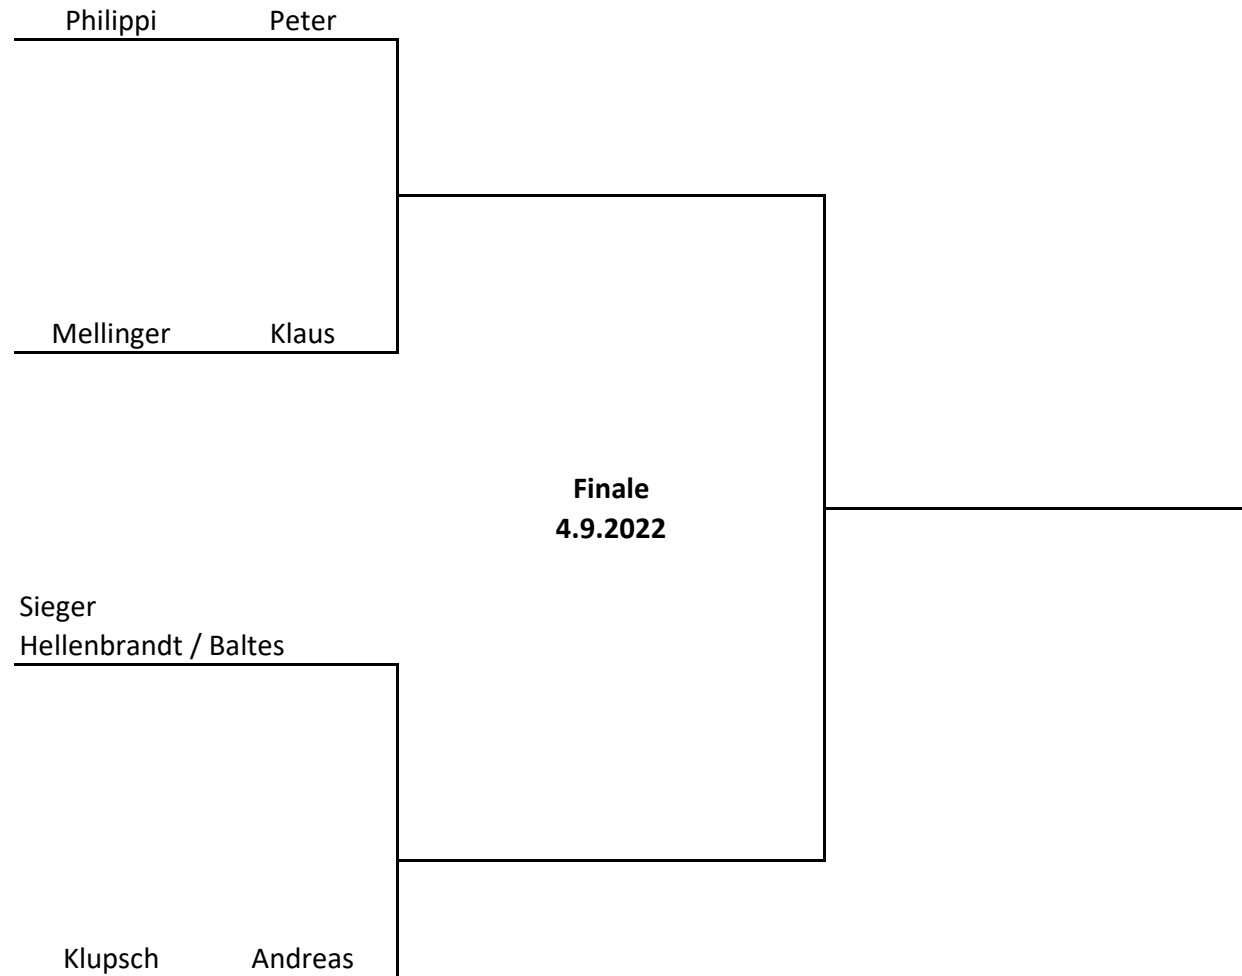 Philippi Peter
Mellinger Klaus
Finale
4.9.2022
Sieger
Hellenbrandt / Baltes
Klupsch Andreas